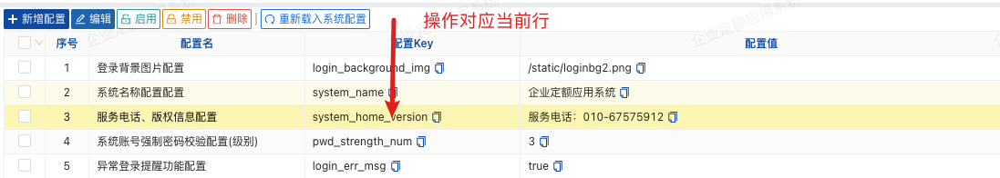 新增配置 编辑 启用 禁用 删除 重新载入系统配置 操作对应当前行
序号 配置名 配置Key 配置值
1 登录背景图片配置 login_background_img /static/loginbg2.png
2 系统名称配置配置 system_name 企业定额应用系统
3 服务电话、版权信息配置 system_home_version 服务电话：010-67575912
4 系统账号强制密码校验配置(级别) pwd_strength_num 3
5 异常登录提醒功能配置 login_err_msg true